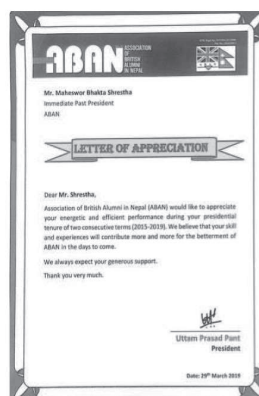 ABAN
ASSOCIATION
OF
BRITISH
ALUMNI
IN NEPAL
Mr. Maheswor Bhakta Shrestha
Immediate Past President
ABAN
LETTER OF APPRECIATION
Dear Mr. Shrestha,
Association of British Alumni in Nepal (ABAN) would like to appreciate
your energetic and efficient performance during your presidential
tenure of two consecutive terms (2015-2019). We believe that your skill
and experiences will contribute more and more for the betterment of
ABAN in the days to come.
We always expect your generous support.
Thank you very much.
Uttam Prasad Pant
President
Date: 29th March 2019